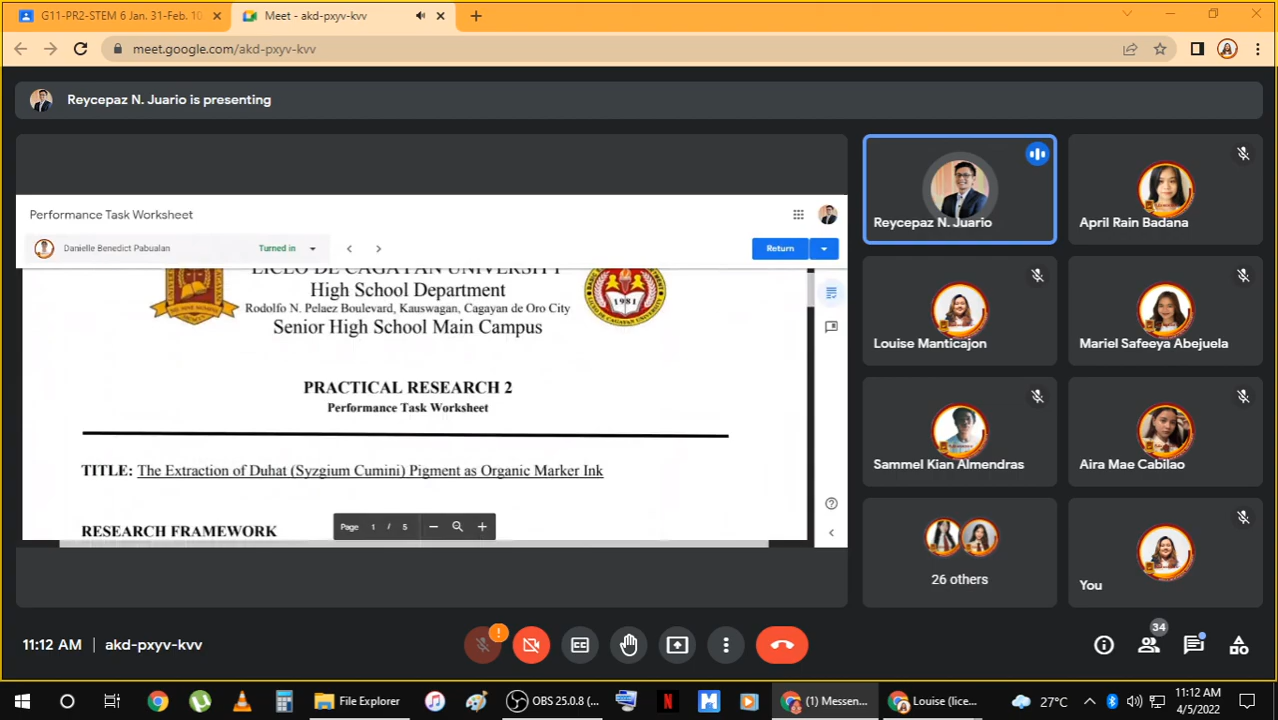 G11-PR2-STEM 6 Jan. 31-Feb. 10
Meet - akd-pxyv-kvv
meet.google.com/akd-pxyv-kvv
Reycepaz N. Juario is presenting
Performance Task Worksheet
Danielle Benedict Pabualan
Turned in
Return
LICEO DE CAGAYAN UNIVERSITY
High School Department
Rodolfo N. Pelaez Boulevard, Kauswagan, Cagayan de Oro City
Senior High School Main Campus
1981
PRACTICAL RESEARCH 2
Performance Task Worksheet
TITLE: The Extraction of Duhat (Syzgium Cumini) Pigment as Organic Marker Ink
RESEARCH FRAMEWORK
Page 1 / 5
Reycepaz N. Juario
April Rain Badana
Louise Manticajon
Mariel Safeeya Abejuela
Sammel Kian Almendras
Aira Mae Cabilao
26 others
You
11:12 AM | akd-pxyv-kvv
34
File Explorer
OBS 25.0.8 (...
(1) Messen...
Louise (lice...
27°C
11:12 AM
4/5/2022